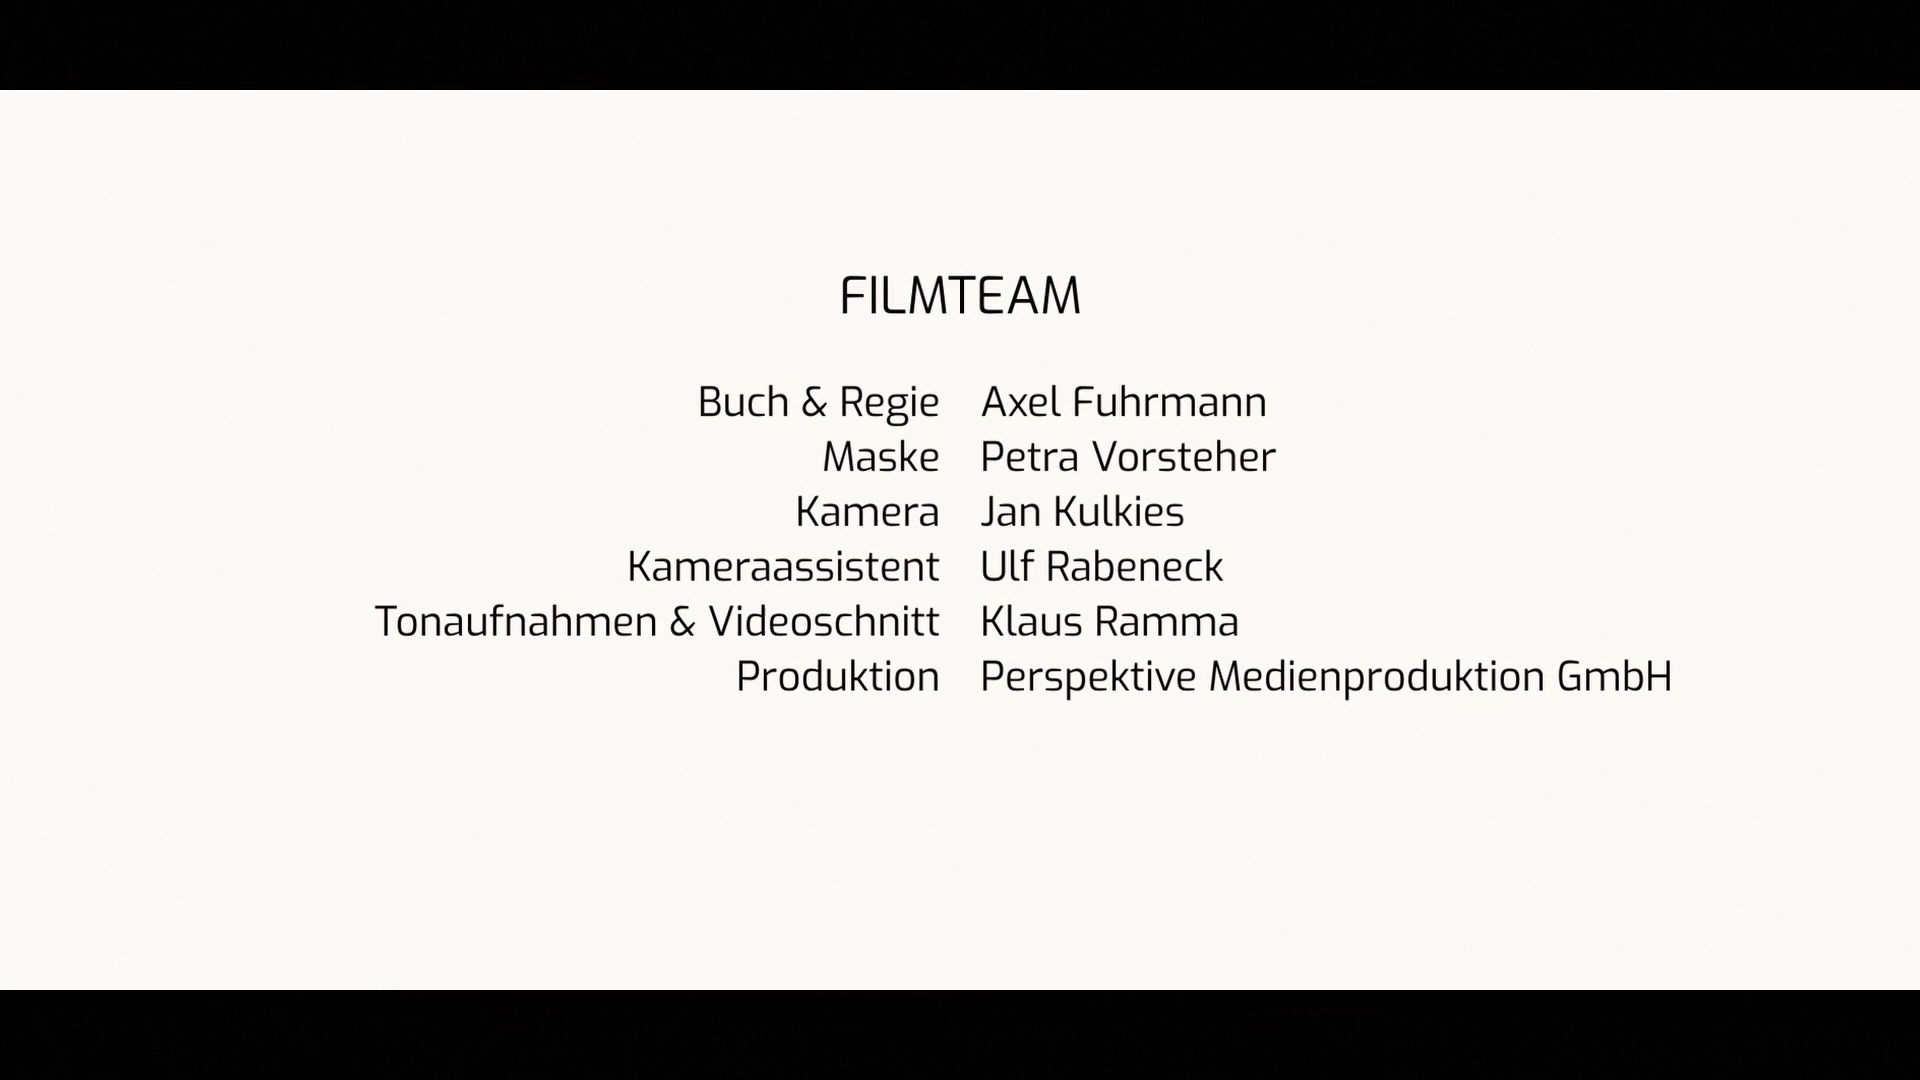 FILMTEAM
Buch & Regie Axel Fuhrmann
Maske Petra Vorsteher
Kamera Jan Kulkies
Kameraassistent Ulf Rabeneck
Tonaufnahmen & Videoschnitt Klaus Ramma
Produktion Perspektive Medienproduktion GmbH